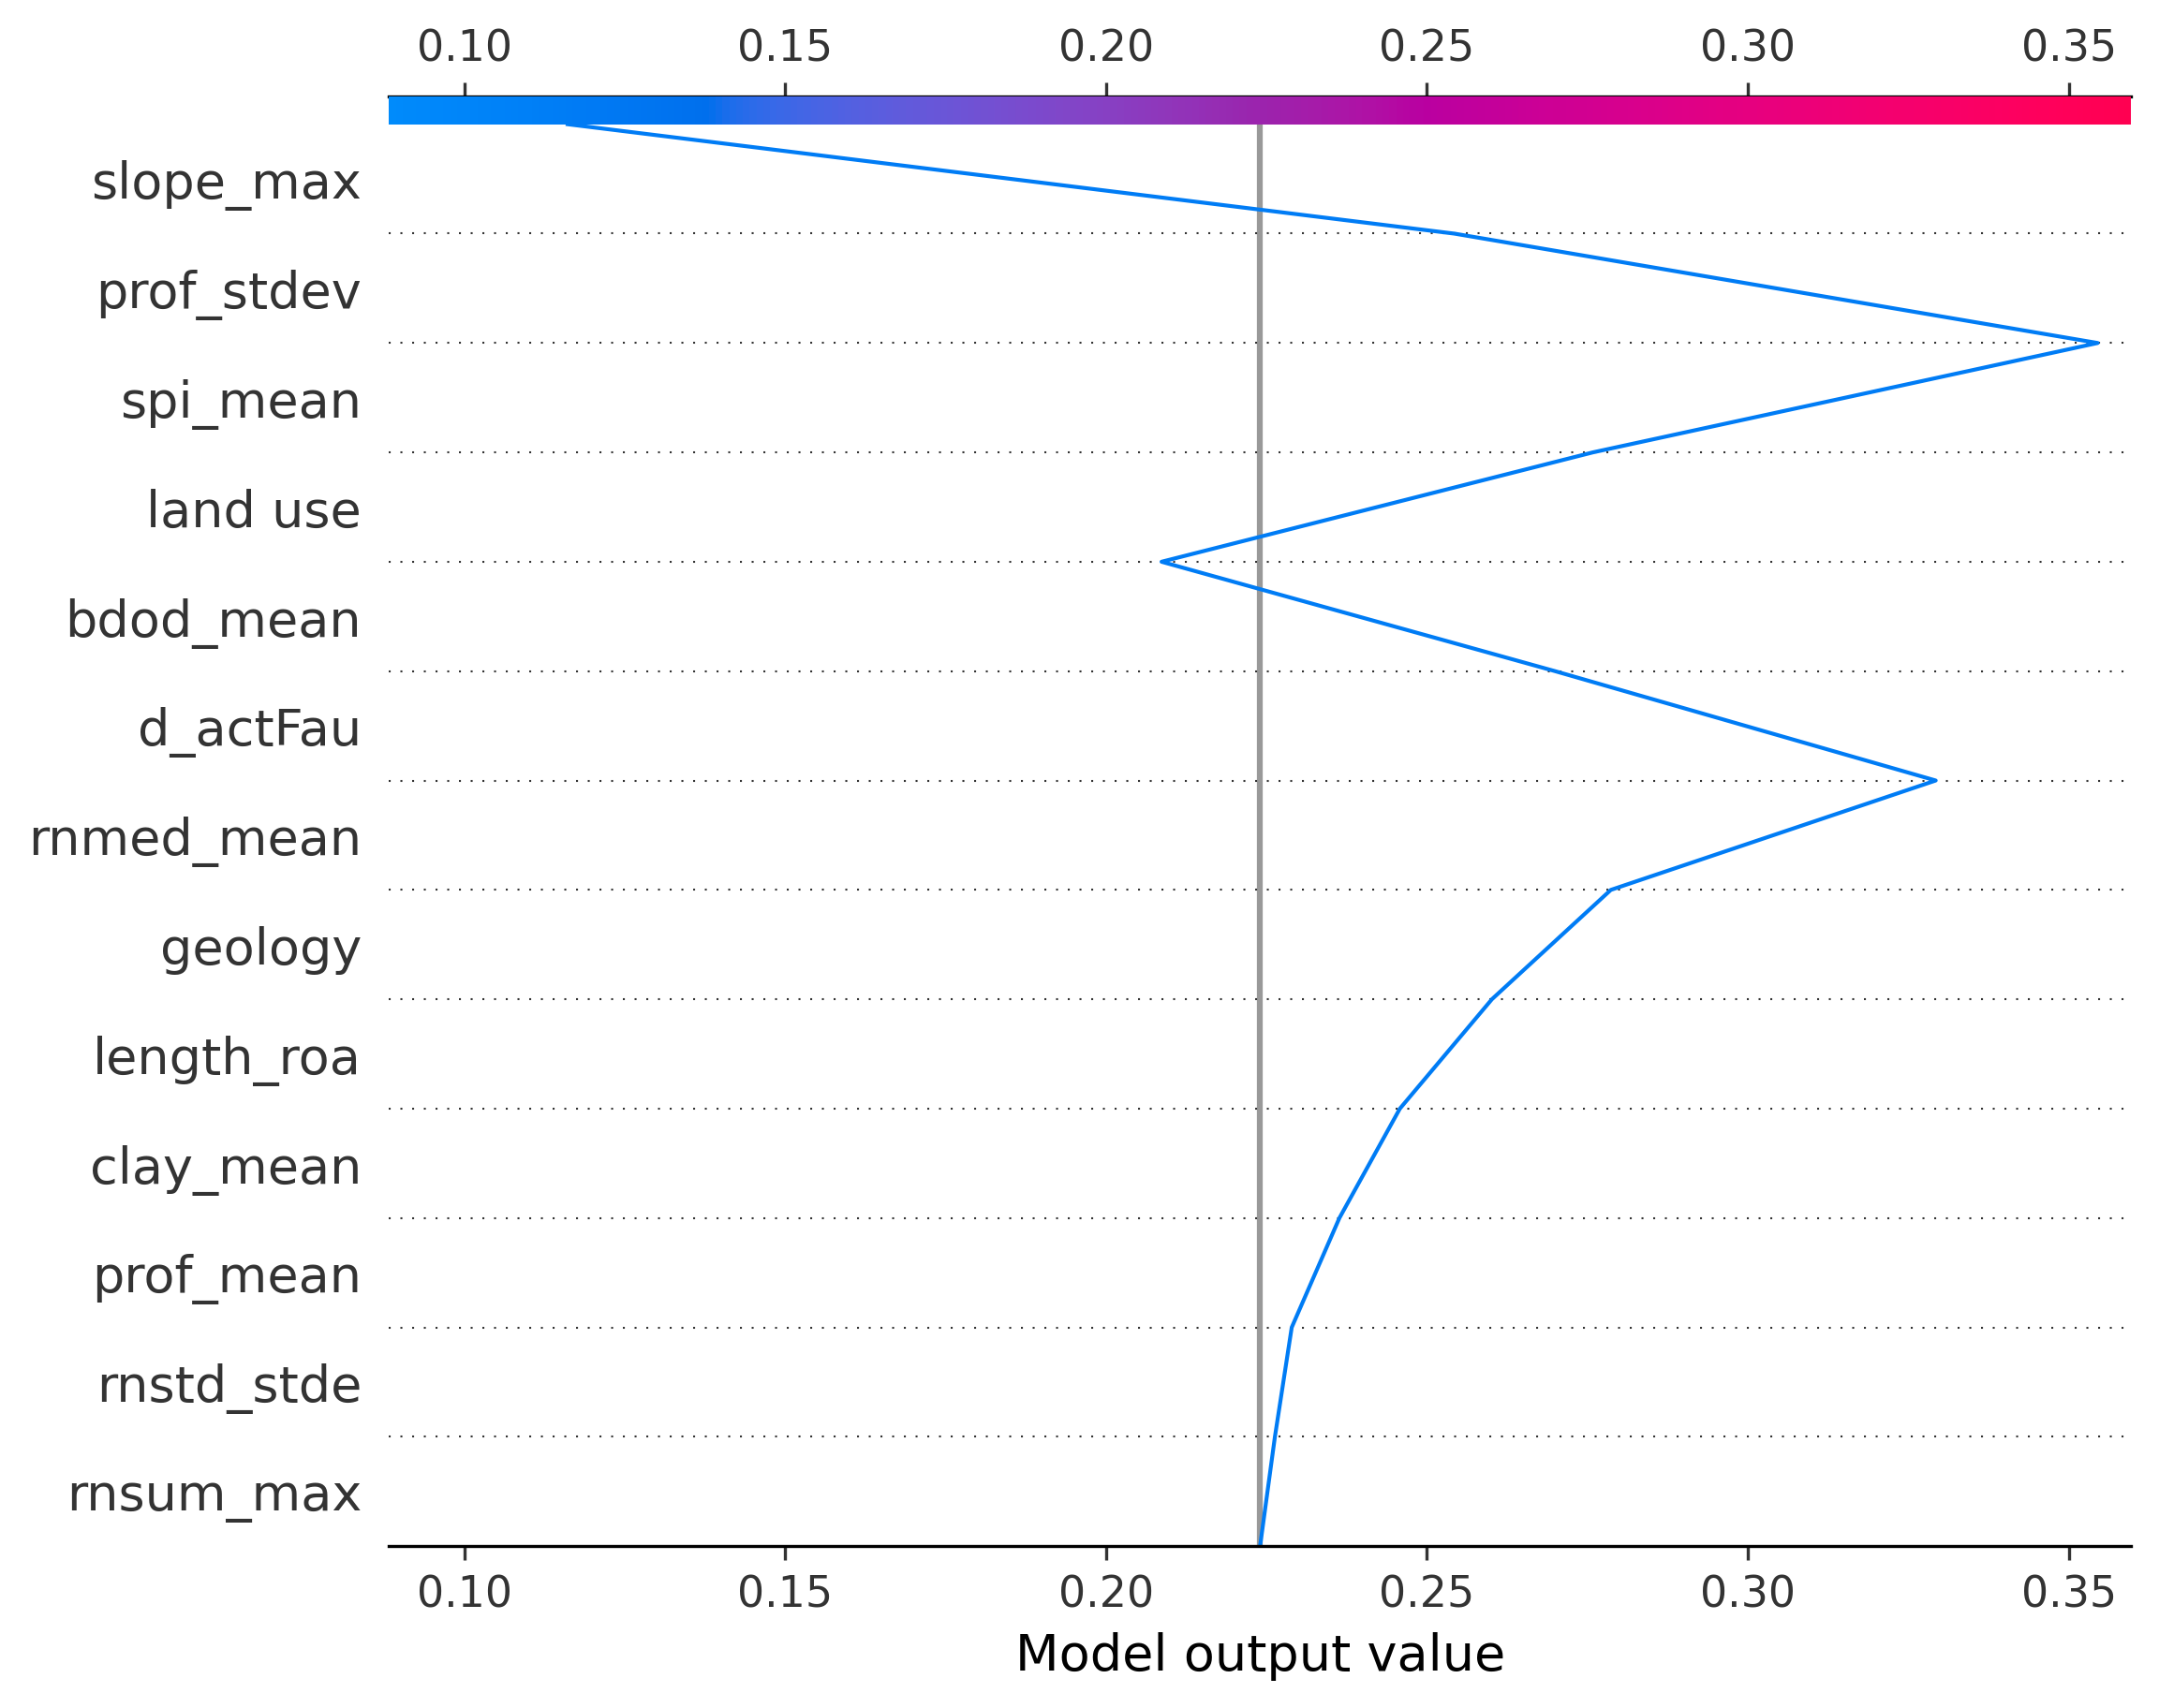 0.10 0.15 0.20 0.25 0.30 0.35
slope_max
prof_stdev
spi_mean
land use
bdod_mean
d_actFau
rnmed_mean
geology
length_roa
clay_mean
prof_mean
rnstd_stde
rnsum_max
0.10 0.15 0.20 0.25 0.30 0.35
Model output value